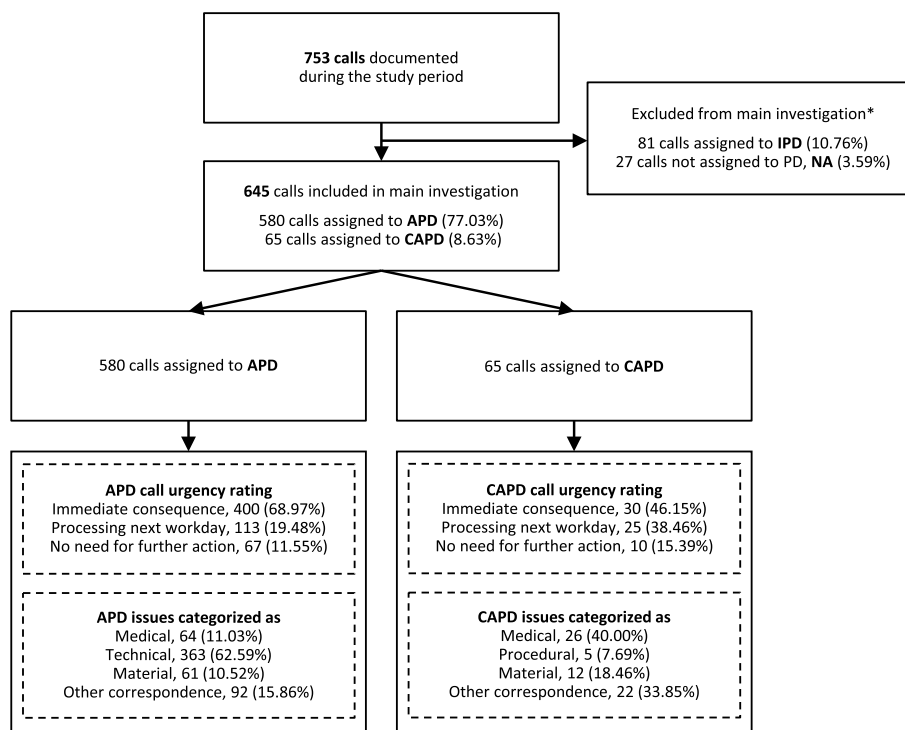 753 calls documented
during the study period
Excluded from main investigation*
81 calls assigned to IPD (10.76%)
27 calls not assigned to PD, NA (3.59%)
645 calls included in main investigation
580 calls assigned to APD (77.03%)
65 calls assigned to CAPD (8.63%)
580 calls assigned to APD
65 calls assigned to CAPD
APD call urgency rating
Immediate consequence, 400 (68.97%)
Processing next workday, 113 (19.48%)
No need for further action, 67 (11.55%)
CAPD call urgency rating
Immediate consequence, 30 (46.15%)
Processing next workday, 25 (38.46%)
No need for further action, 10 (15.39%)
APD issues categorized as
Medical, 64 (11.03%)
Technical, 363 (62.59%)
Material, 61 (10.52%)
Other correspondence, 92 (15.86%)
CAPD issues categorized as
Medical, 26 (40.00%)
Procedural, 5 (7.69%)
Material, 12 (18.46%)
Other correspondence, 22 (33.85%)